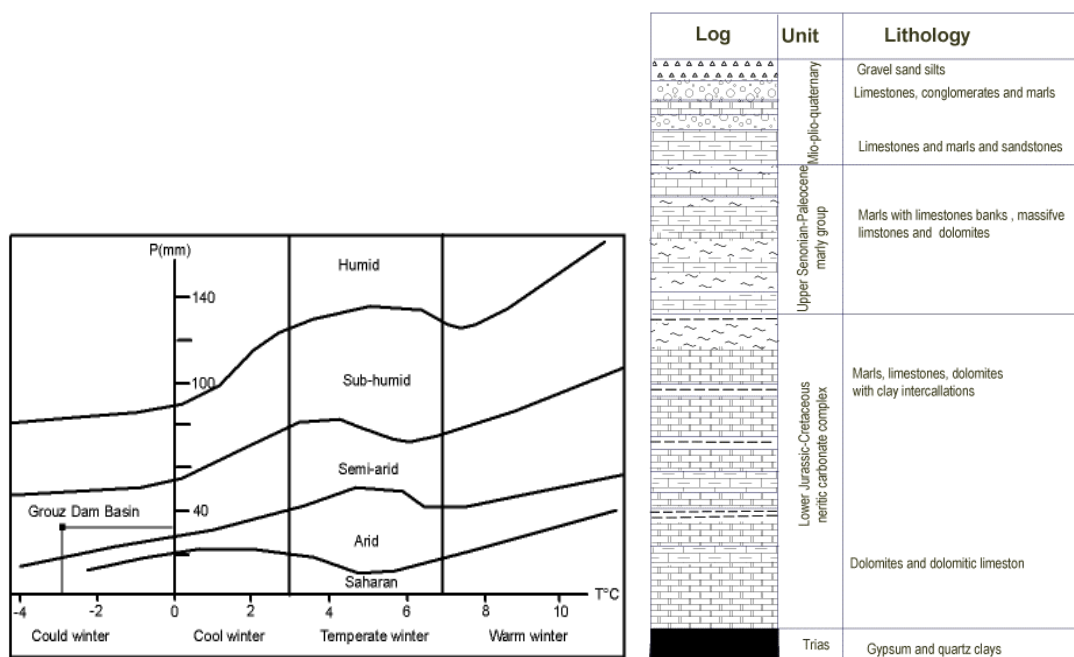 P(mm)
Humid
140
Sub-humid
100
Semi-arid
Grouz Dam Basin
40
Arid
Saharan
T°C
-4 -2 0 2 4 6 8 10
Could winter Cool winter Temperate winter Warm winter
Log Unit Lithology
Mio-plio-quaternary
Gravel sand silts
Limestones, conglomerates and marls
Limestones and marls and sandstones
Upper Senonian-Paleocene
marly group
Marls with limestones banks , massifve
limstones and dolomites
Lower Jurassic-Cretaceous
neritic carbonate complex
Marls, limestones, dolomites
with clay intercallations
Dolomites and dolomitic limeston
Trias
Gypsum and quartz clays